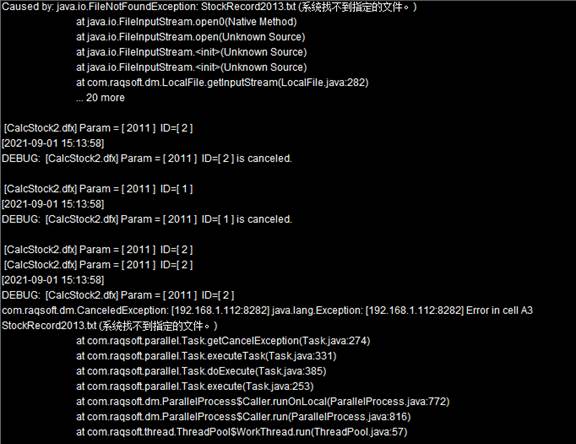 Caused by: java.io.FileNotFoundException: StockRecord2013.txt (系统找不到指定的文件。)
at java.io.FileInputStream.open0(Native Method)
at java.io.FileInputStream.open(Unknown Source)
at java.io.FileInputStream.<init>(Unknown Source)
at java.io.FileInputStream.<init>(Unknown Source)
at com.raqsoft.dm.LocalFile.getInputStream(LocalFile.java:282)
... 20 more
[CalcStock2.dfx] Param = [ 2011 ]  ID=[ 2 ]
[2021-09-01 15:13:58]
DEBUG:  [CalcStock2.dfx] Param = [ 2011 ]  ID=[ 2 ] is canceled.
[CalcStock2.dfx] Param = [ 2011 ]  ID=[ 1 ]
[2021-09-01 15:13:58]
DEBUG:  [CalcStock2.dfx] Param = [ 2011 ]  ID=[ 1 ] is canceled.
[CalcStock2.dfx] Param = [ 2011 ]  ID=[ 2 ]
[CalcStock2.dfx] Param = [ 2011 ]  ID=[ 2 ]
[2021-09-01 15:13:58]
DEBUG:  [CalcStock2.dfx] Param = [ 2011 ]  ID=[ 2 ]
com.raqsoft.dm.CanceledException: [192.168.1.112:8282] java.lang.Exception: [192.168.1.112:8282] Error in cell A3
StockRecord2013.txt (系统找不到指定的文件。)
at com.raqsoft.parallel.Task.getCancelException(Task.java:274)
at com.raqsoft.parallel.Task.executeTask(Task.java:331)
at com.raqsoft.parallel.Task.doExecute(Task.java:385)
at com.raqsoft.parallel.Task.execute(Task.java:253)
at com.raqsoft.dm.ParallelProcess$Caller.runOnLocal(ParallelProcess.java:772)
at com.raqsoft.dm.ParallelProcess$Caller.run(ParallelProcess.java:816)
at com.raqsoft.thread.ThreadPool$WorkThread.run(ThreadPool.java:57)